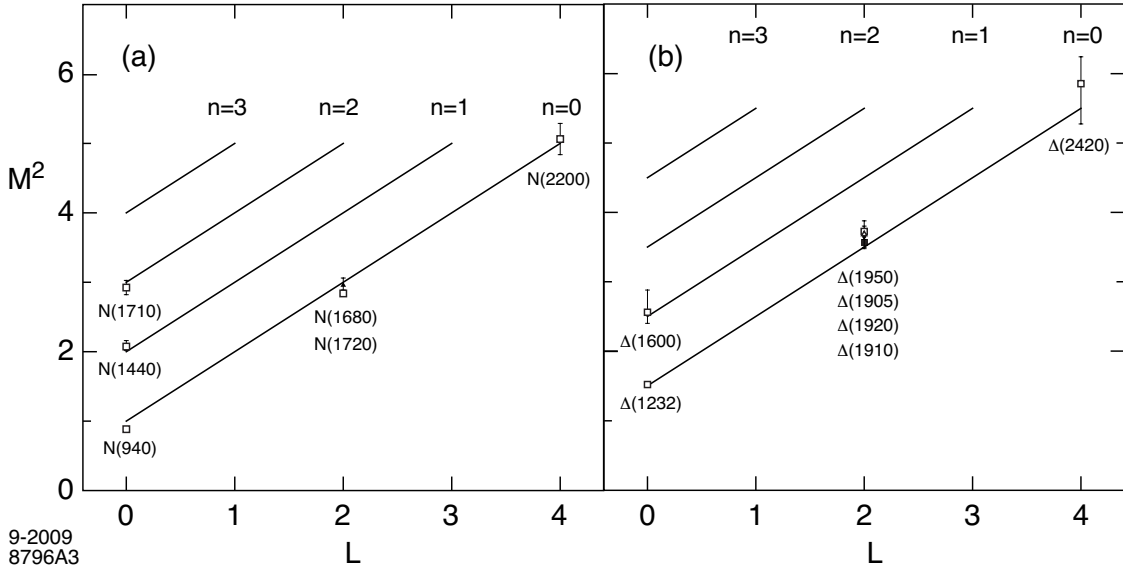 (a)
n=3 n=2 n=1 n=0
N(2200)
N(1710)
N(1680)
N(1720)
N(1440)
N(940)
M²
6
4
2
0
0 1 2 3 4
L
(b)
n=3 n=2 n=1 n=0
Δ(2420)
Δ(1950)
Δ(1905)
Δ(1920)
Δ(1910)
Δ(1600)
Δ(1232)
0 1 2 3 4
L
9-2009
8796A3